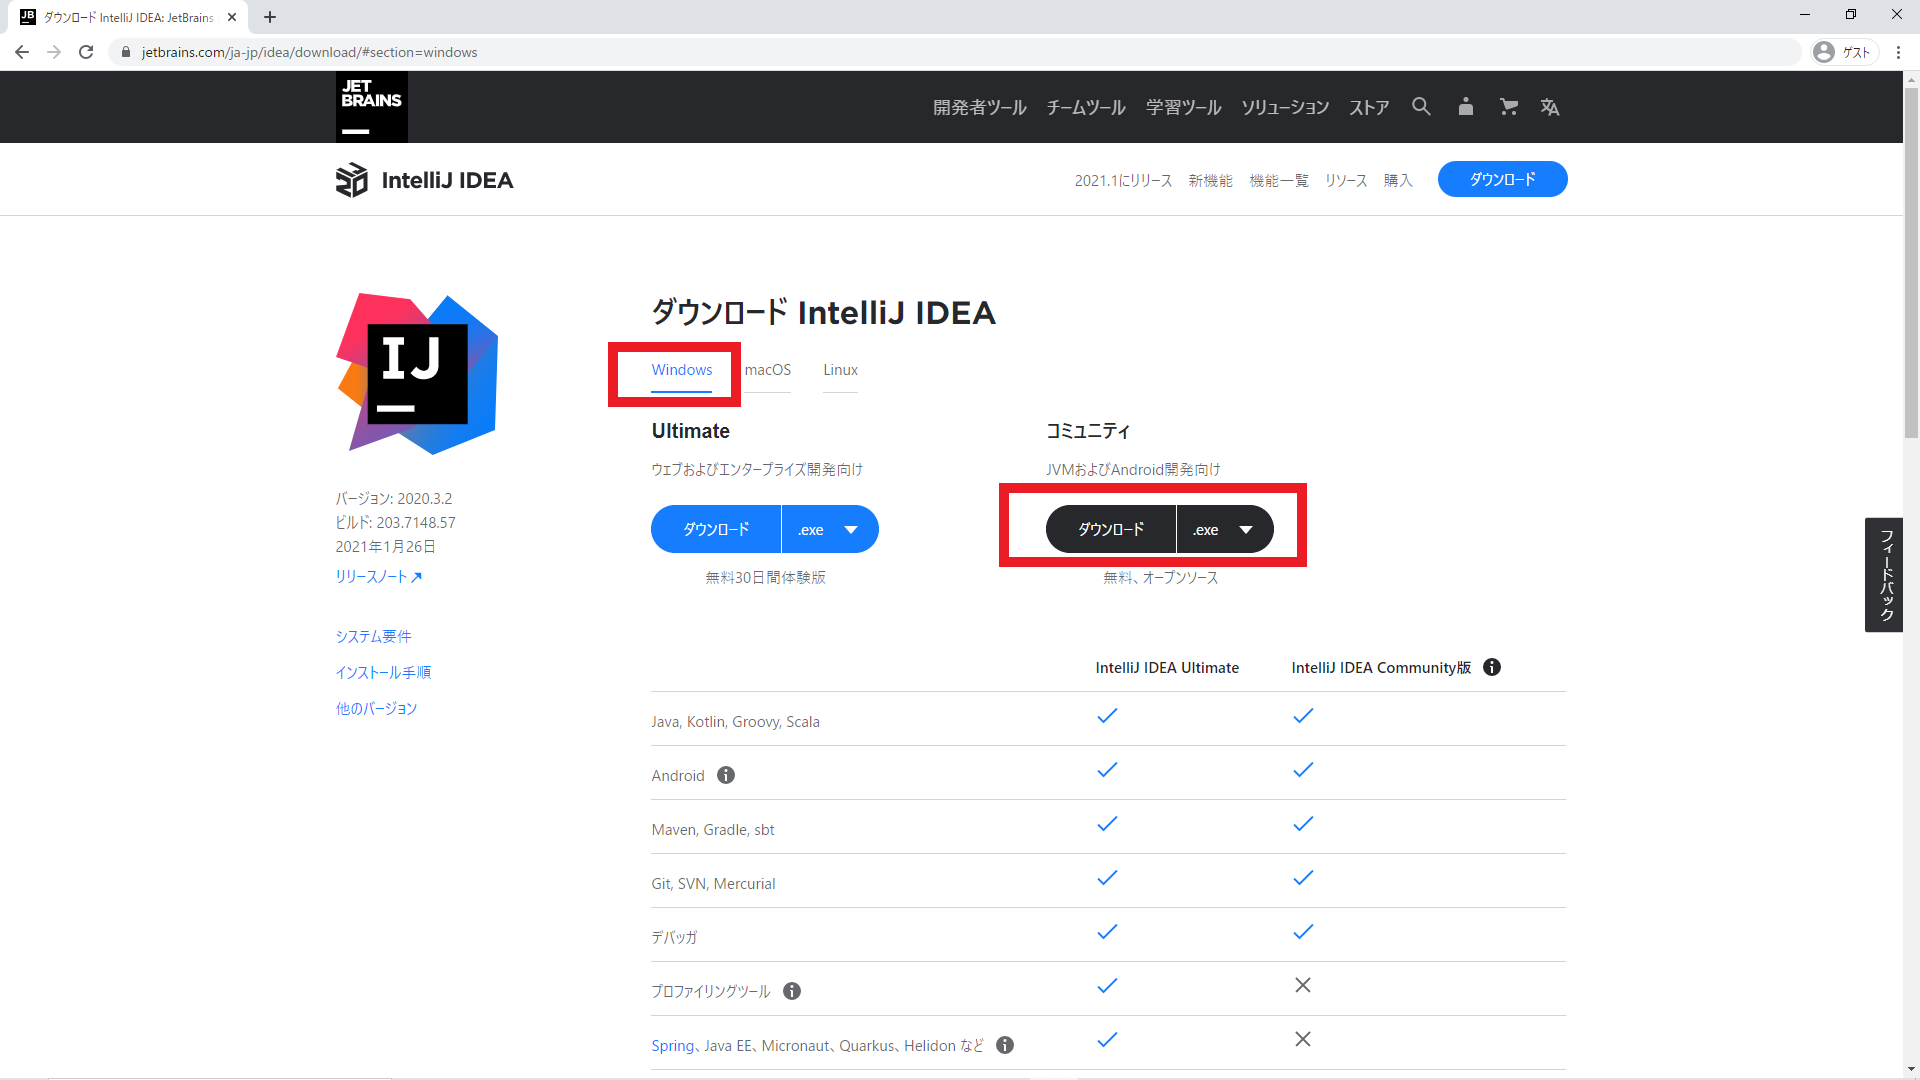 JB ダウンロード IntelliJ IDEA: JetBrains
jetbrains.com/ja-jp/idea/download/#section=windows
ゲスト
JET
BRAINS
開発者ツール チームツール 学習ツール ソリューション ストア
IntelliJ IDEA
2021.1にリリース 新機能 機能一覧 リソース 購入 ダウンロード
IJ
バージョン: 2020.3.2
ビルド: 203.7148.57
2021年1月26日
リリースノート
システム要件
インストール手順
他のバージョン
ダウンロード IntelliJ IDEA
Windows macOS Linux
Ultimate
ウェブおよびエンタープライズ開発向け
ダウンロード .exe
無料30日間体験版
コミュニティ
JVMおよびAndroid開発向け
ダウンロード .exe
無料、オープンソース
IntelliJ IDEA Ultimate IntelliJ IDEA Community版
Java, Kotlin, Groovy, Scala
Android
Maven, Gradle, sbt
Git, SVN, Mercurial
デバッガ
プロファイリングツール
Spring、Java EE、Micronaut、Quarkus、Helidon など
フィードバック